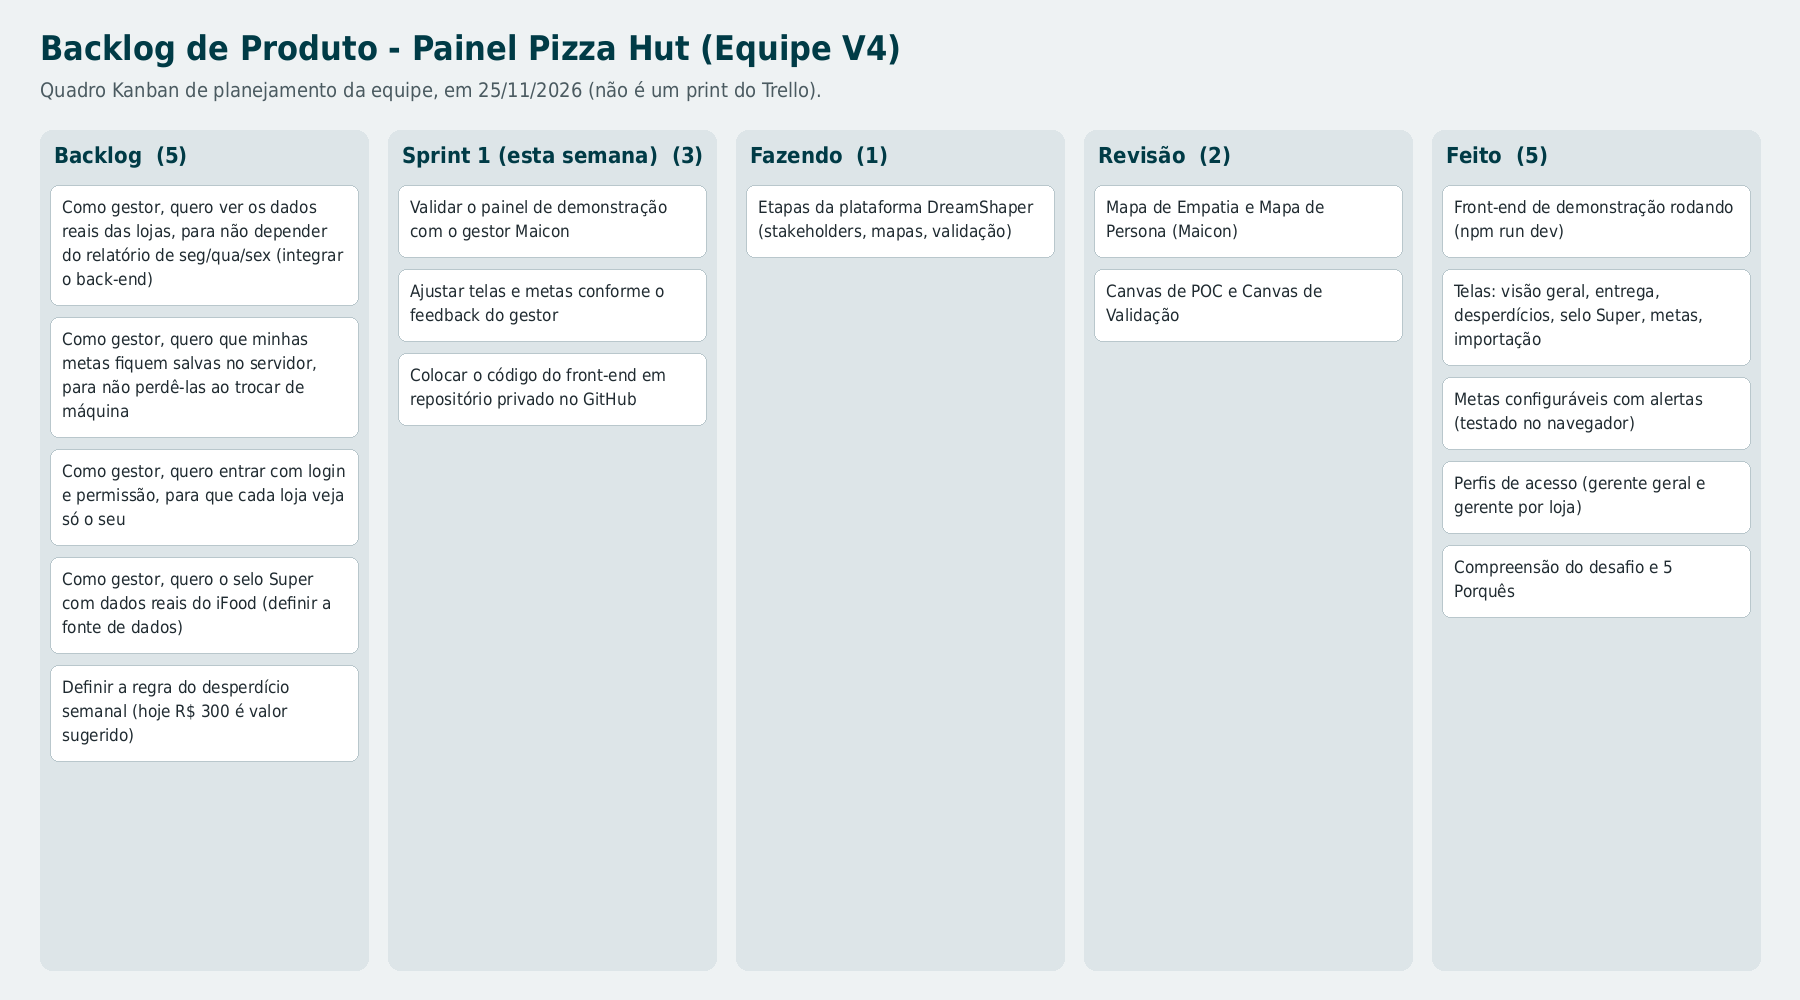 Backlog de Produto - Painel Pizza Hut (Equipe V4)
Quadro Kanban de planejamento da equipe, em 25/11/2026 (não é um print do Trello).
Backlog (5)
Como gestor, quero ver os dados
reais das lojas, para não depender
do relatório de seg/qua/sex (integrar
o back-end)
Como gestor, quero que minhas
metas fiquem salvas no servidor,
para não perdê-las ao trocar de
máquina
Como gestor, quero entrar com login
e permissão, para que cada loja veja
só o seu
Como gestor, quero o selo Super
com dados reais do iFood (definir a
fonte de dados)
Definir a regra do desperdício
semanal (hoje R$ 300 é valor
sugerido)
Sprint 1 (esta semana) (3)
Validar o painel de demonstração
com o gestor Maicon
Ajustar telas e metas conforme o
feedback do gestor
Colocar o código do front-end em
repositório privado no GitHub
Fazendo (1)
Etapas da plataforma DreamShaper
(stakeholders, mapas, validação)
Revisão (2)
Mapa de Empatia e Mapa de
Persona (Maicon)
Canvas de POC e Canvas de
Validação
Feito (5)
Front-end de demonstração rodando
(npm run dev)
Telas: visão geral, entrega,
desperdícios, selo Super, metas,
importação
Metas configuráveis com alertas
(testado no navegador)
Perfis de acesso (gerente geral e
gerente por loja)
Compreensão do desafio e 5
Porquês